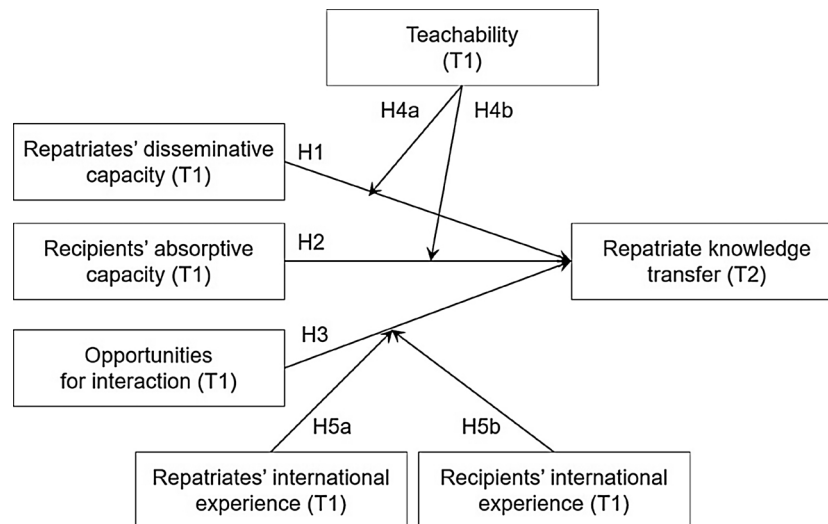 Teachability
(T1)
H4a
H4b
Repatriates’ disseminative
capacity (T1)
H1
Recipients’ absorptive
capacity (T1)
H2
Repatriate knowledge
transfer (T2)
Opportunities
for interaction (T1)
H3
H5a
H5b
Repatriates’ international
experience (T1)
Recipients’ international
experience (T1)